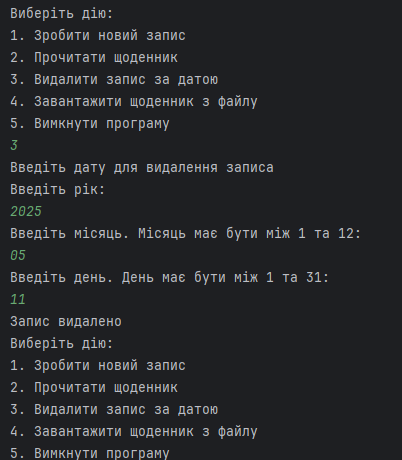 Виберіть дію:
1. Зробити новий запис
2. Прочитати щоденник
3. Видалити запис за датою
4. Завантажити щоденник з файлу
5. Вимкнути програму
3
Введіть дату для видалення записа
Введіть рік:
2025
Введіть місяць. Місяць має бути між 1 та 12:
05
Введіть день. День має бути між 1 та 31:
11
Запис видалено
Виберіть дію:
1. Зробити новий запис
2. Прочитати щоденник
3. Видалити запис за датою
4. Завантажити щоденник з файлу
5. Вимкнути програму